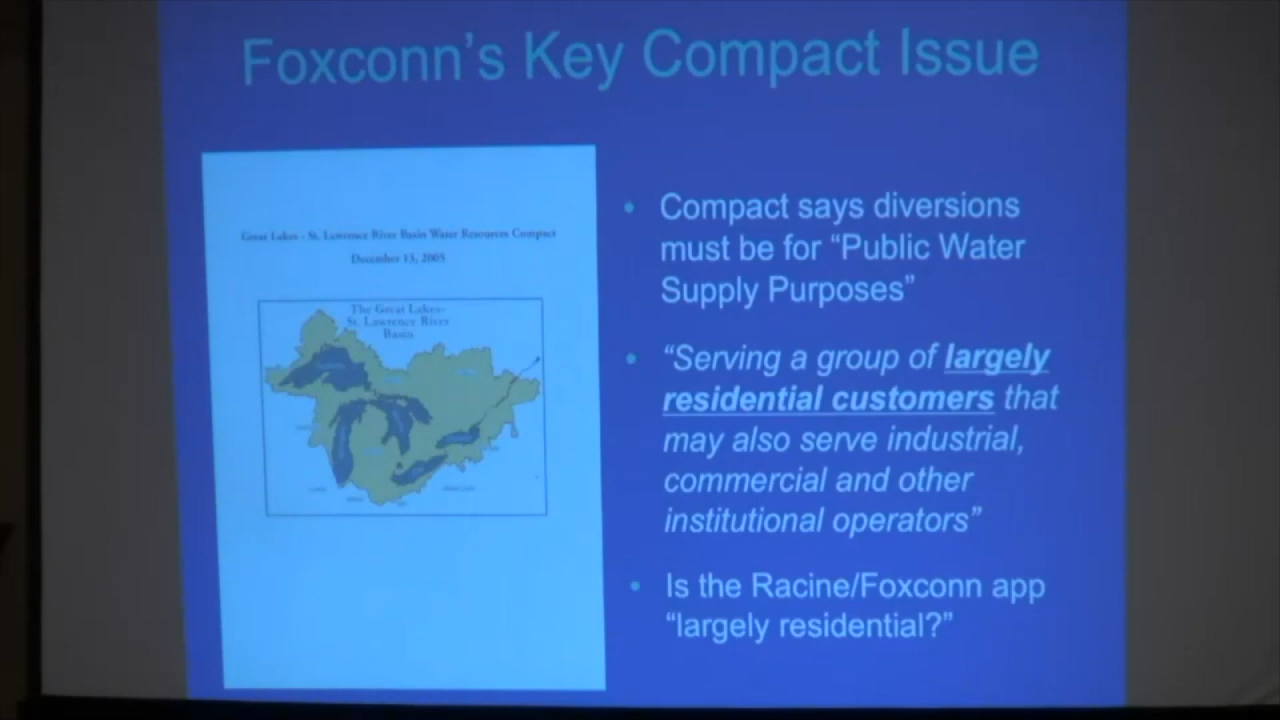 Foxconn's Key Compact Issue
Great Lakes - St. Lawrence River Basin Water Resources Compact
December 13, 2005
The Great Lakes-
St. Lawrence River
Basin
• Compact says diversions
must be for “Public Water
Supply Purposes”
• “Serving a group of largely
residential customers that
may also serve industrial,
commercial and other
institutional operators”
• Is the Racine/Foxconn app
“largely residential?”